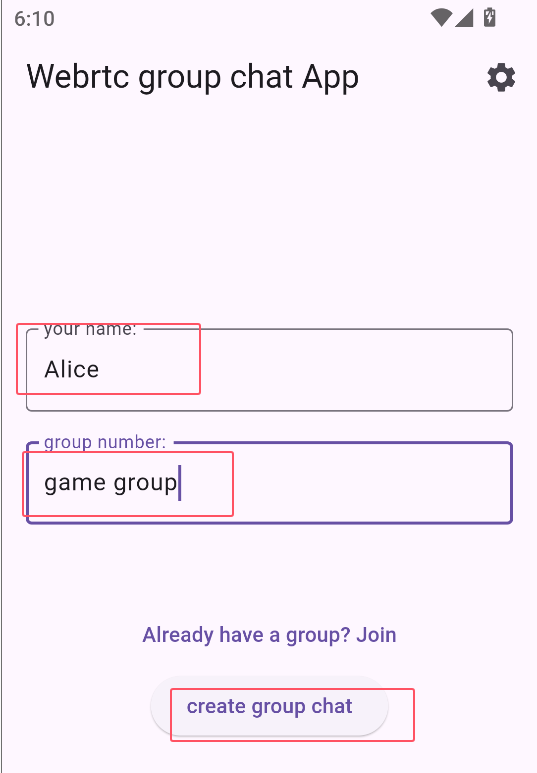 6:10
Webrtc group chat App
your name:
Alice
group number:
game group
Already have a group? Join
create group chat